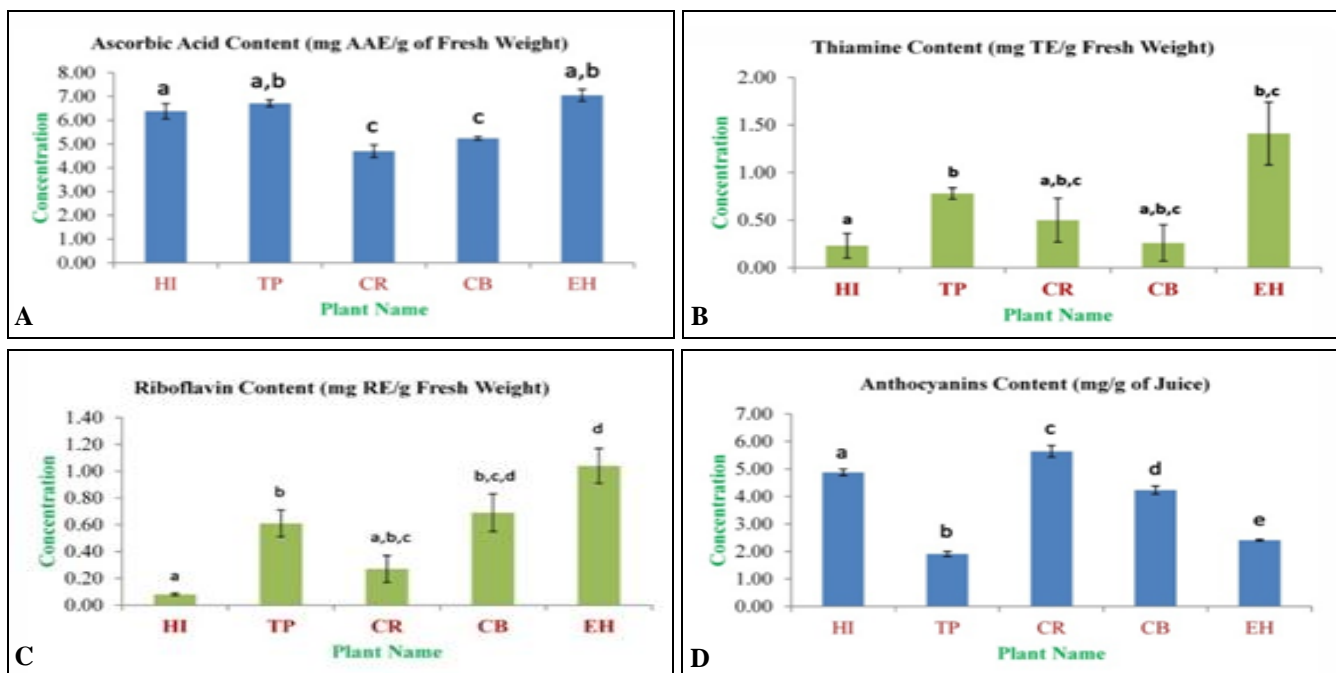 Ascorbic Acid Content (mg AAE/g of Fresh Weight)
8.00
7.00
6.00
5.00
4.00
3.00
2.00
1.00
0.00
Concentration
a
a,b
c
c
a,b
HI TP CR CB EH
Plant Name
A
Thiamine Content (mg TE/g Fresh Weight)
2.00
1.50
1.00
0.50
0.00
Concentration
a
b
a,b,c
a,b,c
b,c
HI TP CR CB EH
Plant Name
B
Riboflavin Content (mg RE/g Fresh Weight)
1.40
1.20
1.00
0.80
0.60
0.40
0.20
0.00
Concentration
a
b
a,b,c
b,c,d
d
HI TP CR CB EH
Plant Name
C
Anthocyanins Content (mg/g of Juice)
7.00
6.00
5.00
4.00
3.00
2.00
1.00
0.00
Concentration
a
b
c
d
e
HI TP CR CB EH
Plant Name
D